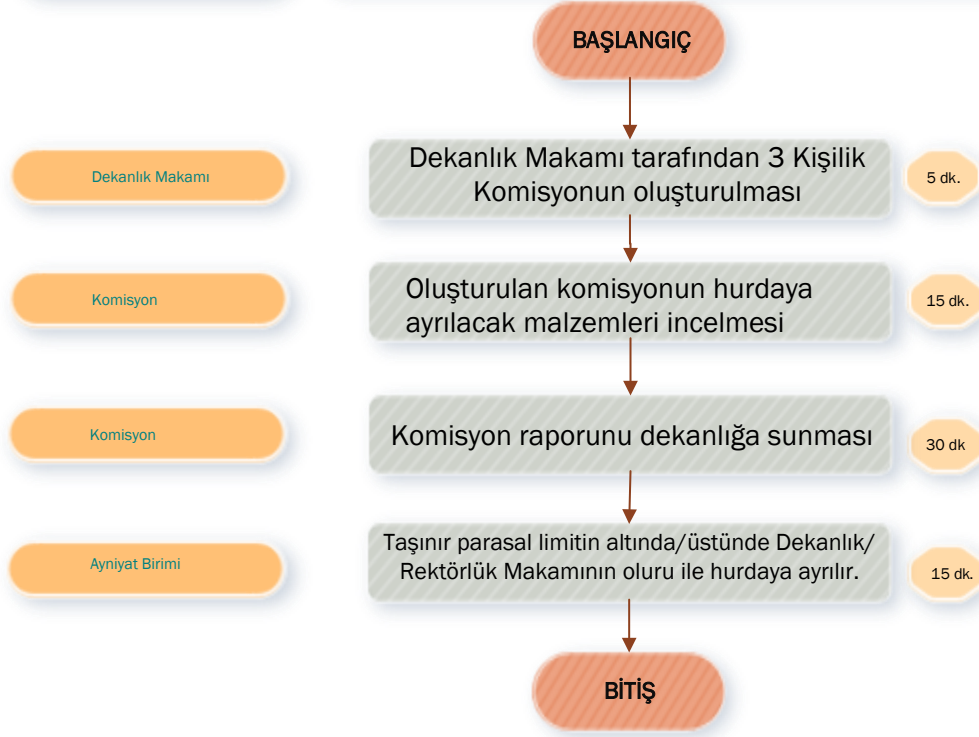 BAŞLANGIÇ
Dekanlık Makamı
Dekanlık Makamı tarafından 3 Kişilik
Komisyonun oluşturulması
5 dk.
Komisyon
Oluşturulan komisyonun hurdaya
ayrılacak malzemleri incelmesi
15 dk.
Komisyon
Komisyon raporunu dekanlığa sunması
30 dk
Ayniyat Birimi
Taşınır parasal limitin altında/üstünde Dekanlık/
Rektörlük Makamının oluru ile hurdaya ayrılır.
15 dk.
BİTİŞ